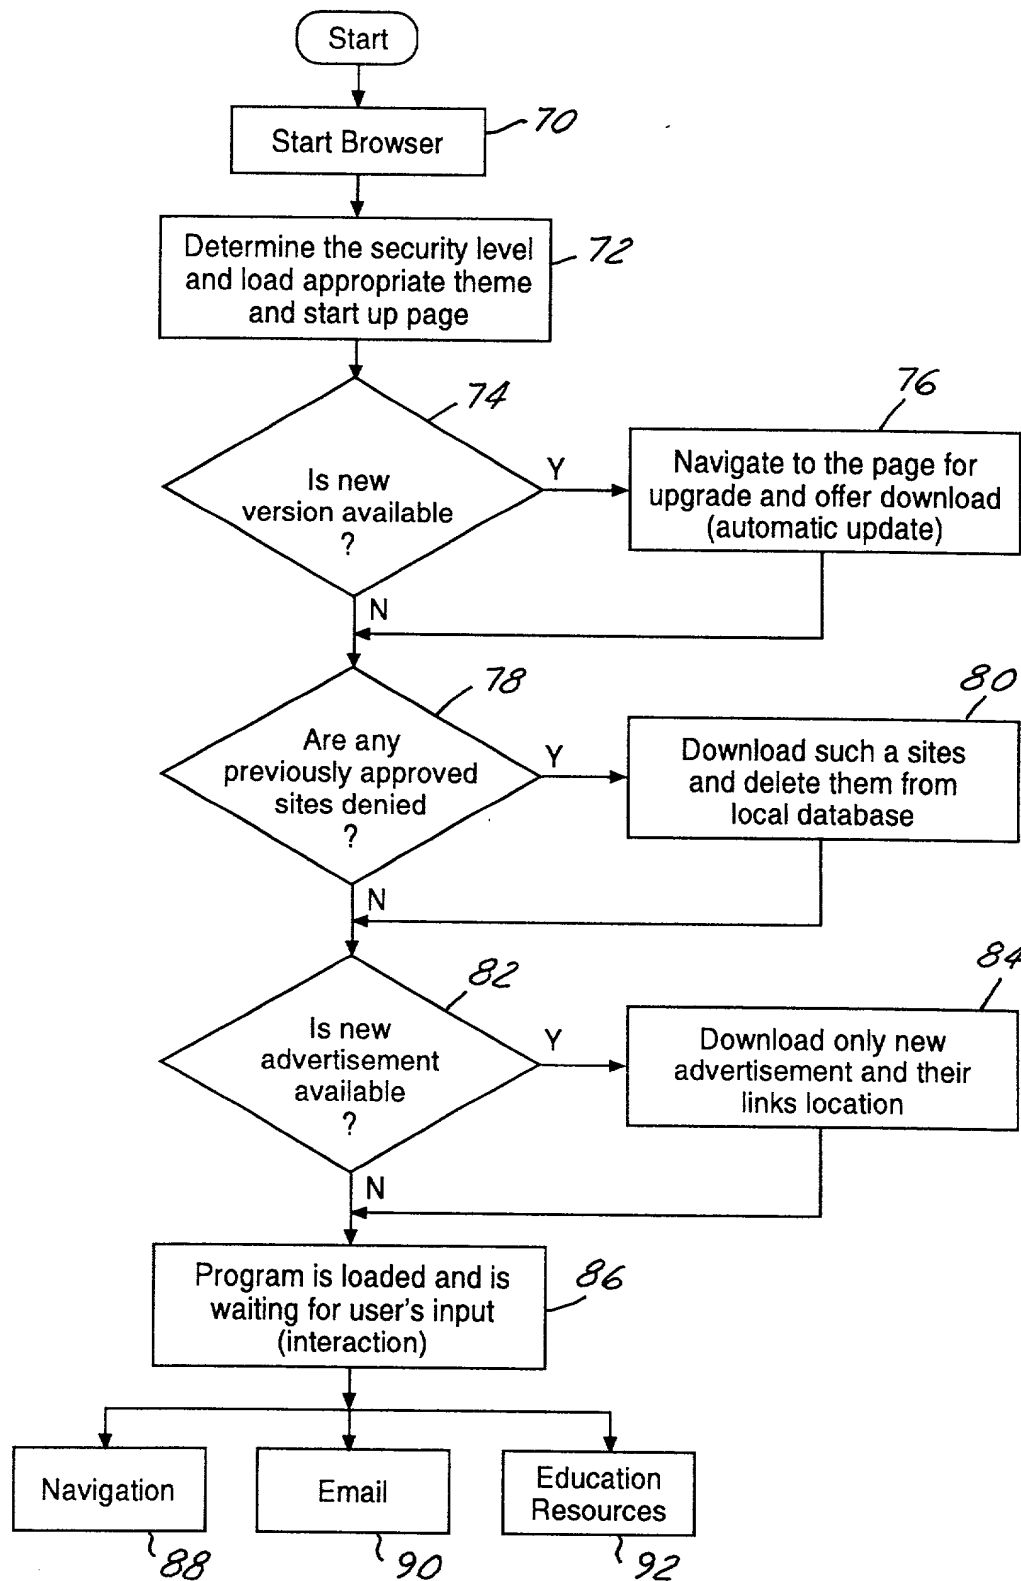 Start
Start Browser
70
Determine the security level
and load appropriate theme
and start up page
72
74
Is new
version available
?
Y
N
76
Navigate to the page for
upgrade and offer download
(automatic update)
78
Are any
previously approved
sites denied
?
Y
N
80
Download such a sites
and delete them from
local database
82
Is new
advertisement
available
?
Y
N
84
Download only new
advertisement and their
links location
Program is loaded and is
waiting for user's input
(interaction)
86
Navigation
88
Email
90
Education
Resources
92